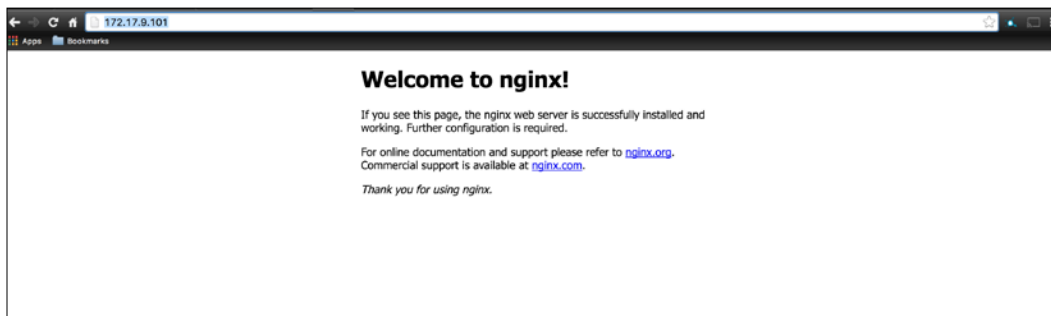 172.17.9.101
Apps Bookmarks
Welcome to nginx!
If you see this page, the nginx web server is successfully installed and
working. Further configuration is required.
For online documentation and support please refer to nginx.org.
Commercial support is available at nginx.com.
Thank you for using nginx.